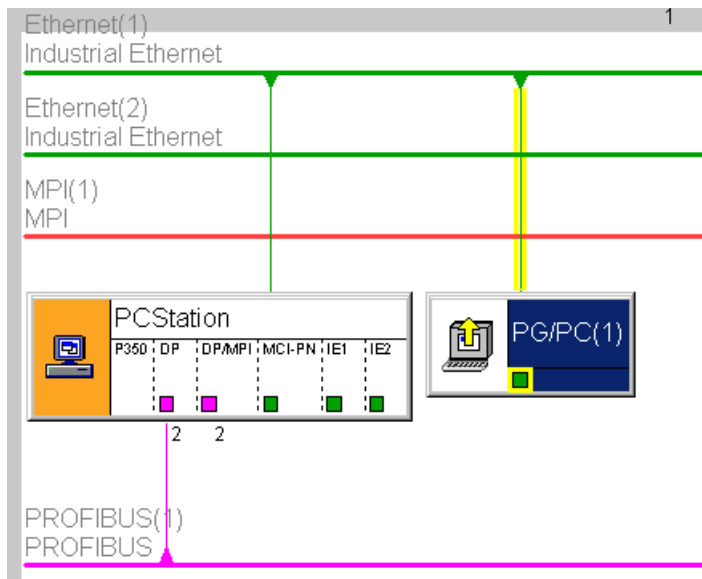 1
Ethernet(1)
Industrial Ethernet
Ethernet(2)
Industrial Ethernet
MPI(1)
MPI
PCStation
P350 DP DP/MPI MCI-PN IE1 IE2
2 2
PG/PC(1)
PROFIBUS(1)
PROFIBUS